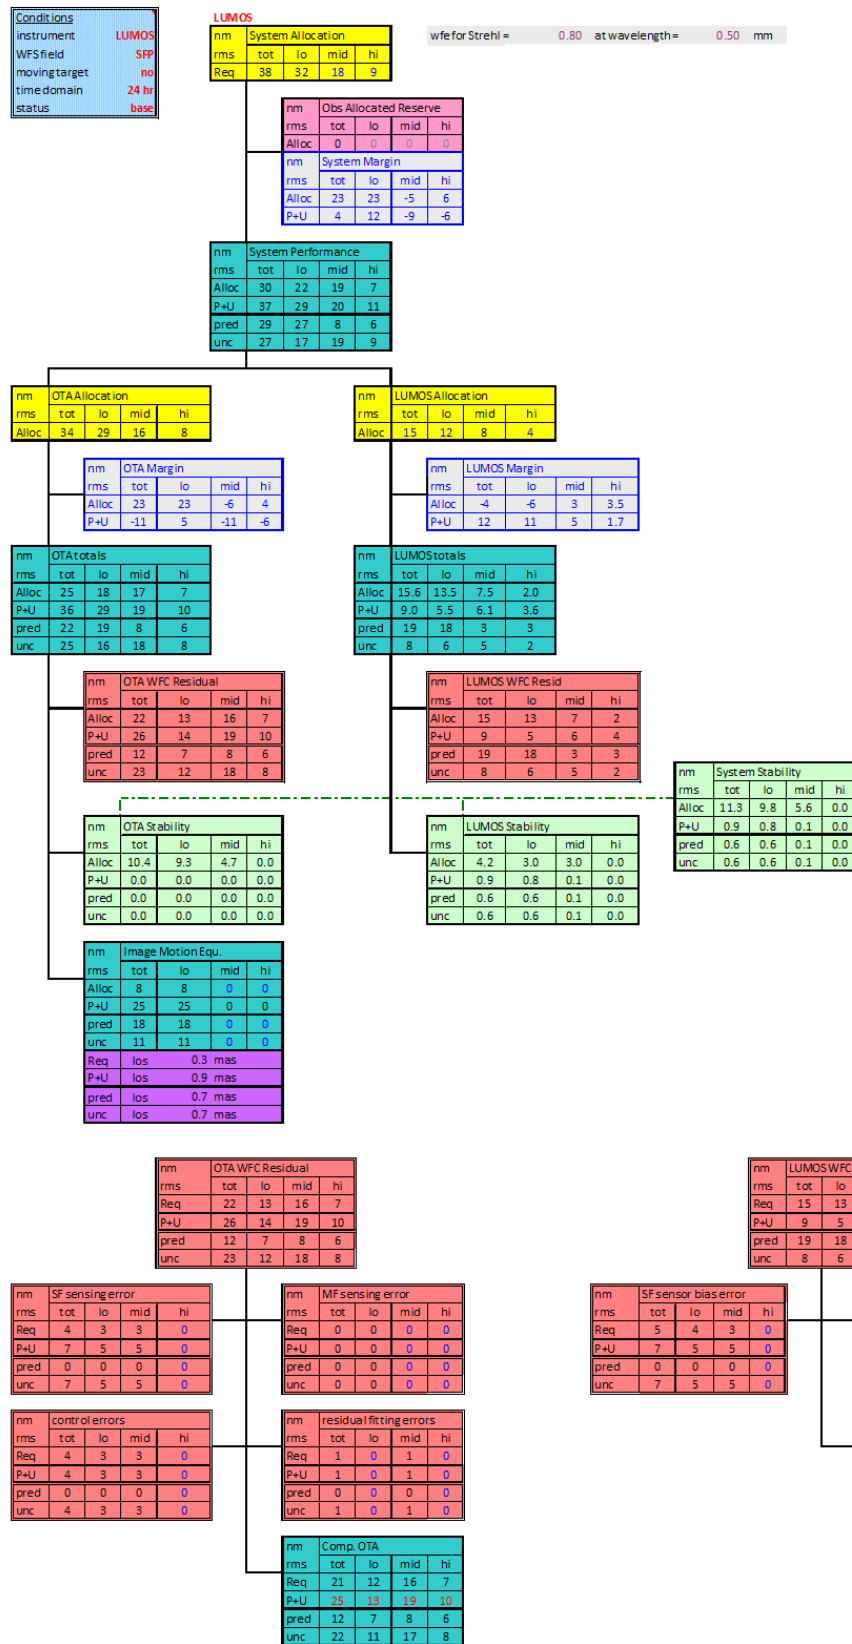 Conditions
instrument LUMOS
WFS field SFP
moving target no
time domain 24 hr
status base
LUMOS
nm System Allocation
rms tot lo mid hi
Req 38 32 18 9
wfe for Strehl = 0.80 at wavelength = 0.50 mm
nm Obs Allocated Reserve
rms tot lo mid hi
Alloc 0 0 0 0
nm System Margin
rms tot lo mid hi
Alloc 23 23 -5 6
P+U 4 12 -9 -6
nm System Performance
rms tot lo mid hi
Alloc 30 22 19 7
P+U 37 29 20 11
pred 29 27 8 6
unc 27 17 19 9
nm OTA Allocation
rms tot lo mid hi
Alloc 34 29 16 8
nm LUMOS Allocation
rms tot lo mid hi
Alloc 15 12 8 4
nm OTA Margin
rms tot lo mid hi
Alloc 23 23 -6 4
P+U -11 5 -11 -6
nm LUMOS Margin
rms tot lo mid hi
Alloc -4 -6 3 3.5
P+U 12 11 5 1.7
nm OTA totals
rms tot lo mid hi
Alloc 25 18 17 7
P+U 36 29 19 10
pred 22 19 8 6
unc 25 16 18 8
nm LUMOS totals
rms tot lo mid hi
Alloc 15.6 13.5 7.5 2.0
P+U 9.0 5.5 6.1 3.6
pred 19 18 3 3
unc 8 6 5 2
nm OTA WFC Residual
rms tot lo mid hi
Alloc 22 13 16 7
P+U 26 14 19 10
pred 12 7 8 6
unc 23 12 18 8
nm LUMOS WFC Resid
rms tot lo mid hi
Alloc 15 13 7 2
P+U 9 5 6 4
pred 19 18 3 3
unc 8 6 5 2
nm System Stability
rms tot lo mid hi
Alloc 11.3 9.8 5.6 0.0
P+U 0.9 0.8 0.1 0.0
pred 0.6 0.6 0.1 0.0
unc 0.6 0.6 0.1 0.0
nm OTA Stability
rms tot lo mid hi
Alloc 10.4 9.3 4.7 0.0
P+U 0.0 0.0 0.0 0.0
pred 0.0 0.0 0.0 0.0
unc 0.0 0.0 0.0 0.0
nm LUMOS Stability
rms tot lo mid hi
Alloc 4.2 3.0 3.0 0.0
P+U 0.9 0.8 0.1 0.0
pred 0.6 0.6 0.1 0.0
unc 0.6 0.6 0.1 0.0
nm Image Motion Equ.
rms tot lo mid hi
Alloc 8 8 0 0
P+U 25 25 0 0
pred 18 18 0 0
unc 11 11 0 0
Req los 0.3 mas
P+U los 0.9 mas
pred los 0.7 mas
unc los 0.7 mas
nm OTA WFC Residual
rms tot lo mid hi
Req 22 13 16 7
P+U 26 14 19 10
pred 12 7 8 6
unc 23 12 18 8
nm LUMOS WFC
rms tot lo
Req 15 13
P+U 9 5
pred 19 18
unc 8 6
nm SF sensing error
rms tot lo mid hi
Req 4 3 3 0
P+U 7 5 5 0
pred 0 0 0 0
unc 7 5 5 0
nm MF sensing error
rms tot lo mid hi
Req 0 0 0 0
P+U 0 0 0 0
pred 0 0 0 0
unc 0 0 0 0
nm SF sensor bias error
rms tot lo mid hi
Req 5 4 3 0
P+U 7 5 5 0
pred 0 0 0 0
unc 7 5 5 0
nm control errors
rms tot lo mid hi
Req 4 3 3 0
P+U 4 3 3 0
pred 0 0 0 0
unc 4 3 3 0
nm residual fitting errors
rms tot lo mid hi
Req 1 0 1 0
P+U 1 0 1 0
pred 0 0 0 0
unc 1 0 1 0
nm Comp. OTA
rms tot lo mid hi
Req 21 12 16 7
P+U 25 13 19 10
pred 12 7 8 6
unc 22 11 17 8